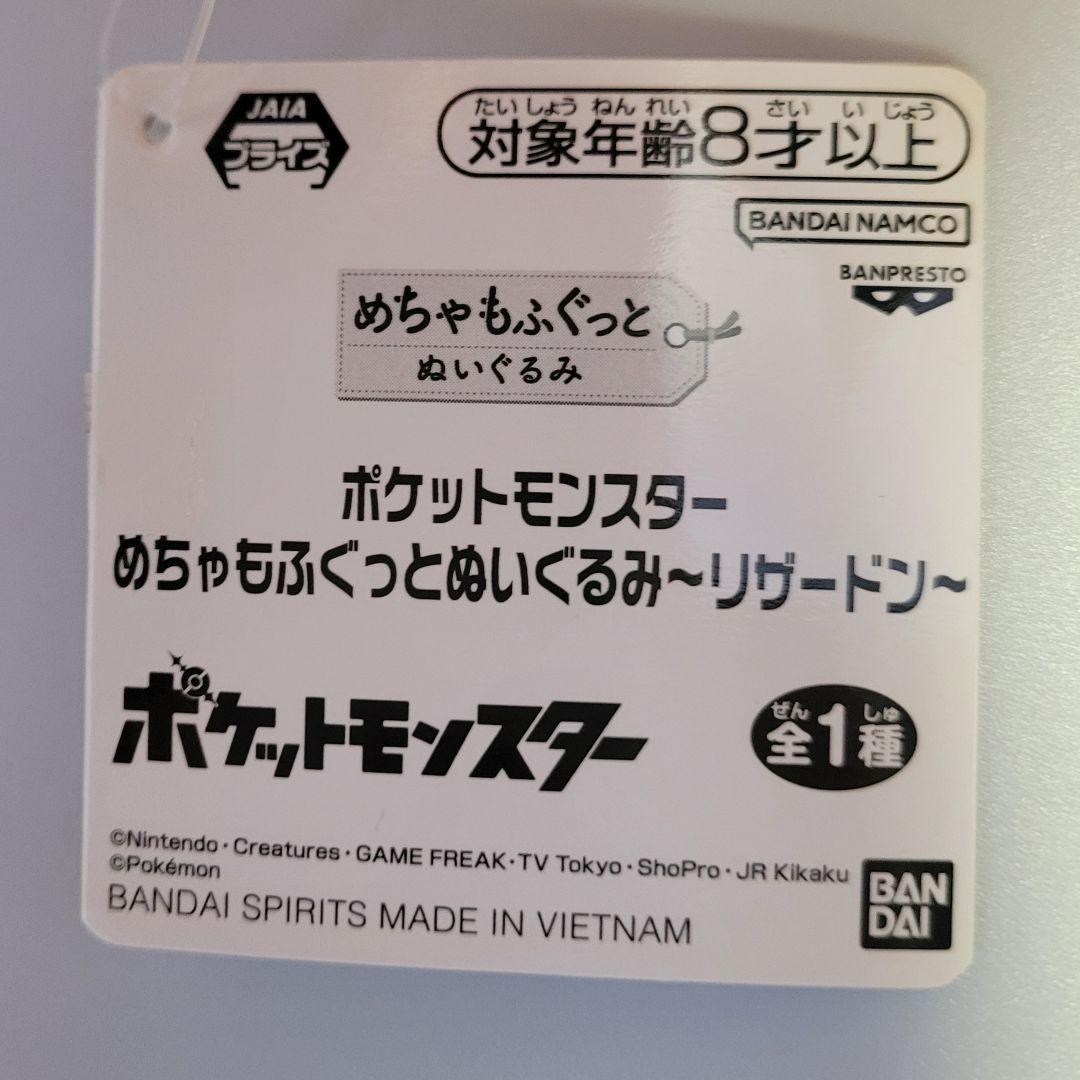 JAIA
プライズ
たいしょうねんれい さいいじょう
対象年齢8才以上
BANDAI NAMCO
BANPRESTO
めちゃもふぐっと
ぬいぐるみ
ポケットモンスター
めちゃもふぐっとぬいぐるみ~リザードン~
ポケットモンスター
ぜん しゅ
全1種
©Nintendo・Creatures・GAME FREAK・TV Tokyo・ShoPro・JR Kikaku
©Pokémon
BANDAI SPIRITS MADE IN VIETNAM
BAN
DAI